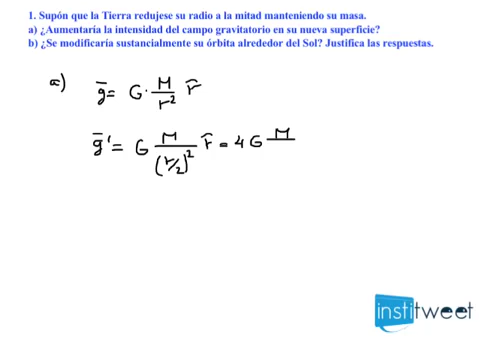 1. Supón que la Tierra redujese su radio a la mitad manteniendo su masa.
a) ¿Aumentaría la intensidad del campo gravitatorio en su nueva superficie?
b) ¿Se modificaría sustancialmente su órbita alrededor del Sol? Justifica las respuestas.
a) g̅ = G · M/r² r̂
g̅' = G M/(r/2)² r̂ = 4 G M
institweet